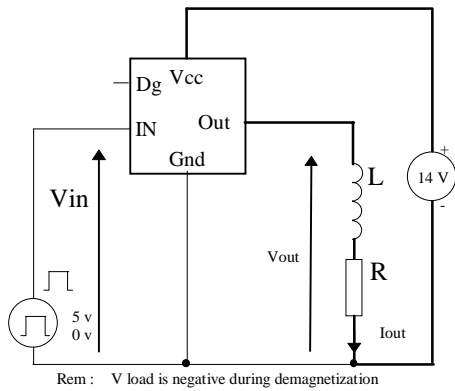 Vcc
Dg
IN
Out
Gnd
+
14 V
-
Vin
L
Vout
R
5 v
0 v
Iout
Rem : V load is negative during demagnetization